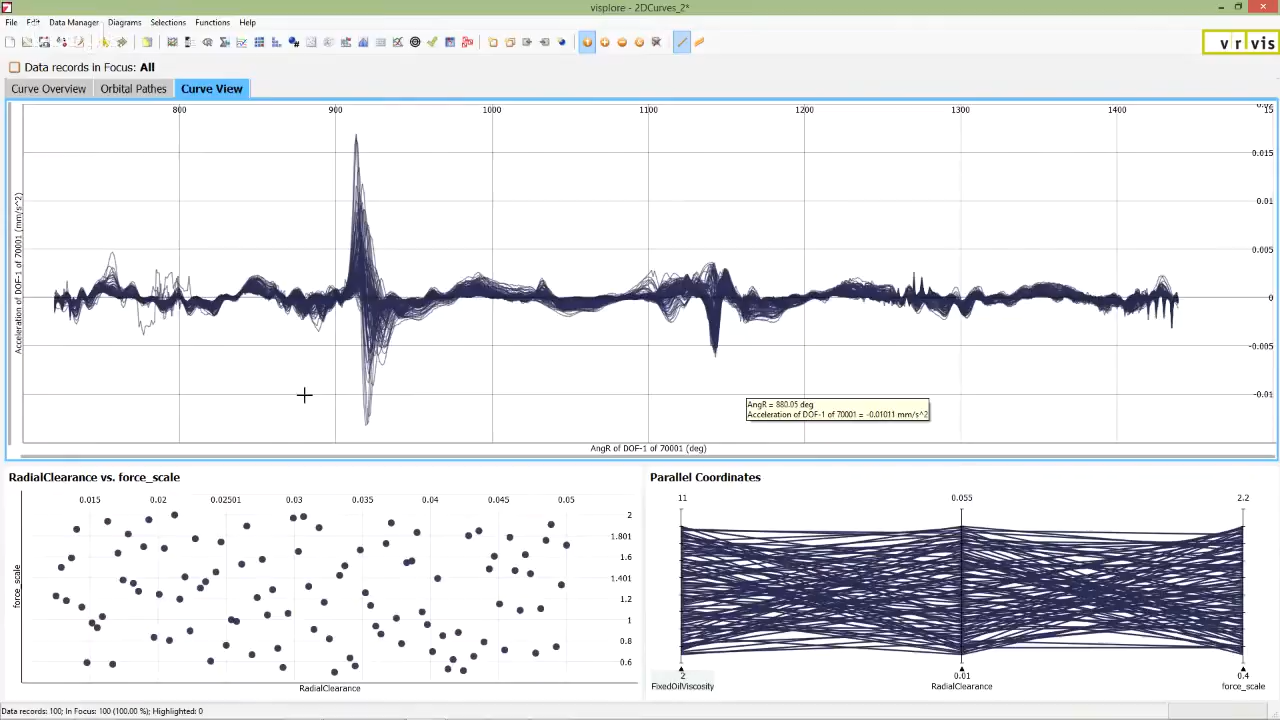 visplore - 2DCurves_2*
File Edit Data Manager Diagrams Selections Functions Help
vrvis
Data records in Focus: All
Curve Overview Orbital Pathes Curve View
800 900 1000 1100 1200 1300 1400 15
0.015
0.01
0.005
0
-0.005
-0.01
Acceleration of DOF-1 of 70001 (mm/s^2)
AngR = 880.05 deg
Acceleration of DOF-1 of 70001 = -0.01011 mm/s^2
AngR of DOF-1 of 70001 (deg)
RadialClearance vs. force_scale
0.015 0.02 0.02501 0.03 0.035 0.04 0.045 0.05
2
1.801
1.6
1.401
1.2
1
0.8
0.6
force_scale
RadialClearance
Parallel Coordinates
11 0.055 2.2
2 0.01 0.4
FixedOilViscosity RadialClearance force_scale
Data records: 100; In Focus: 100 (100.00 %); Highlighted: 0